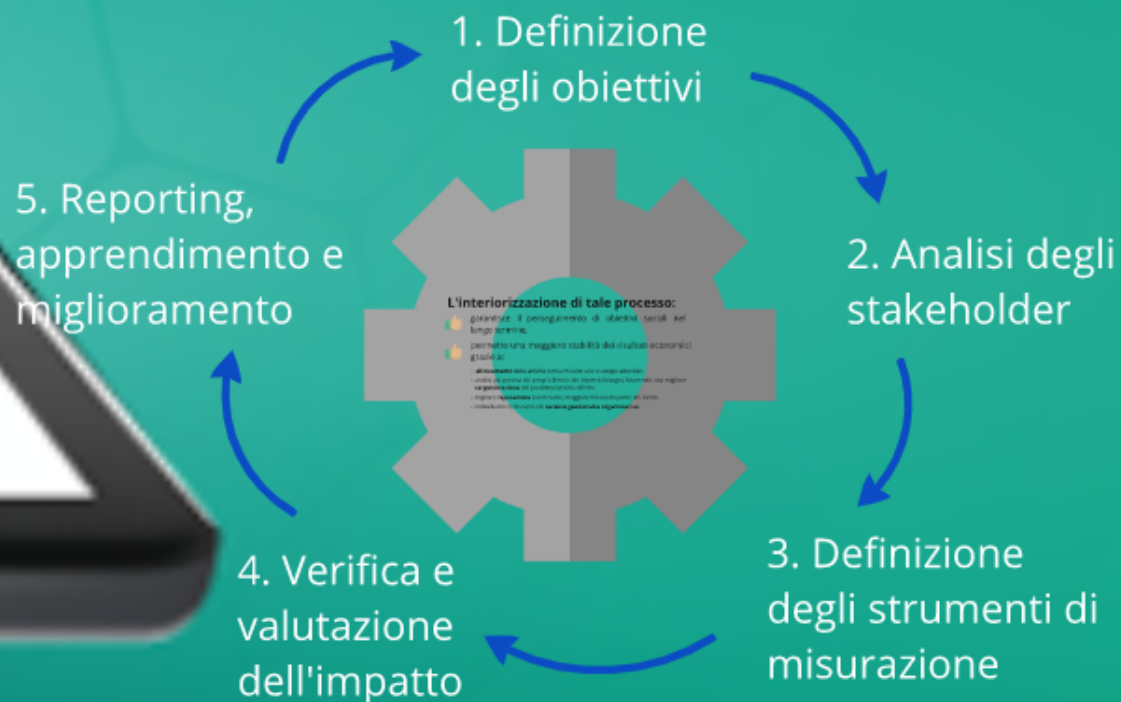 1. Definizione
degli obiettivi
2. Analisi degli
stakeholder
3. Definizione
degli strumenti di
misurazione
4. Verifica e
valutazione
dell'impatto
5. Reporting,
apprendimento e
miglioramento
L'interiorizzazione di tale processo:
garantisce il perseguimento di obiettivi sociali nel
lungo termine;
permette una maggiore stabilità dei risultati economici
grazie a: